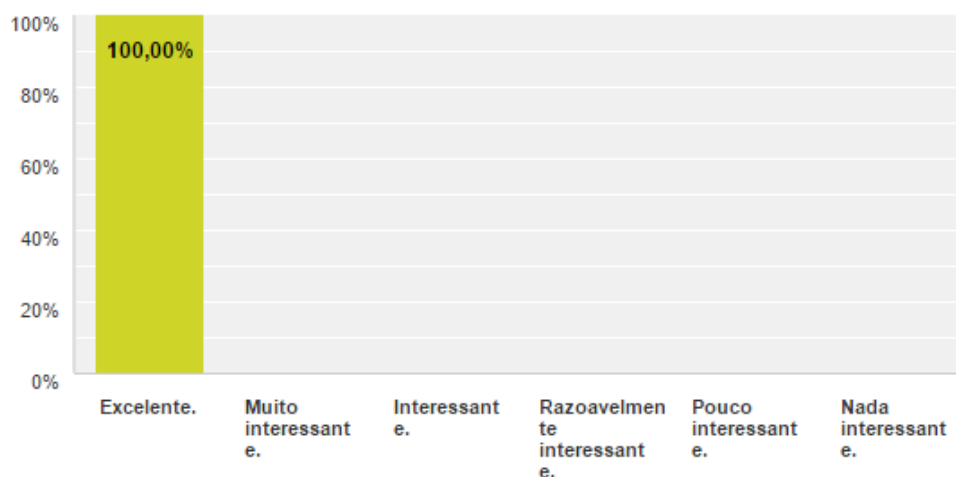 100%
100,00%
80%
60%
40%
20%
0%
Excelente.
Muito
interessant
e.
Interessant
e.
Razoavelmen
te
interessant
e.
Pouco
interessant
e.
Nada
interessant
e.